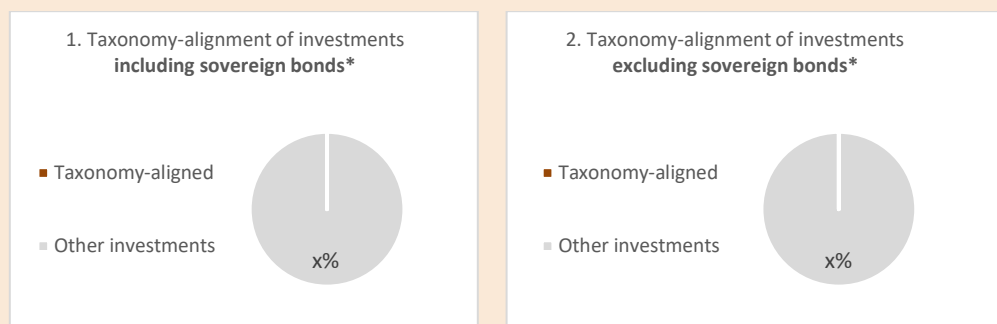 1. Taxonomy-alignment of investments
including sovereign bonds*
Taxonomy-aligned
Other investments
x%
2. Taxonomy-alignment of investments
excluding sovereign bonds*
Taxonomy-aligned
Other investments
x%